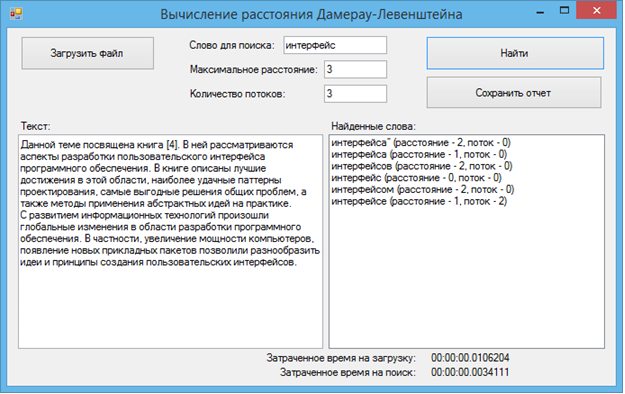 Вычисление расстояния Дамерау-Левенштейна
Загрузить файл
Слово для поиска: интерфейс
Максимальное расстояние: 3
Количество потоков: 3
Найти
Сохранить отчет
Текст:
Данной теме посвящена книга [4]. В ней рассматриваются
аспекты разработки пользовательского интерфейса
программного обеспечения. В книге описаны лучшие
достижения в этой области, наиболее удачные паттерны
проектирования, самые выгодные решения общих проблем, а
также методы применения абстрактных идей на практике.
С развитием информационных технологий произошли
глобальные изменения в области разработки программного
обеспечения. В частности, увеличение мощности компьютеров,
появление новых прикладных пакетов позволили разнообразить
идеи и принципы создания пользовательских интерфейсов.
Найденные слова:
интерфейса" (расстояние - 2, поток - 0)
интерфейса (расстояние - 1, поток - 0)
интерфейсов (расстояние - 2, поток - 0)
интерфейс (расстояние - 0, поток - 0)
интерфейсом (расстояние - 2, поток - 0)
интерфейсе (расстояние - 1, поток - 2)
Затраченное время на загрузку: 00:00:00.0106204
Затраченное время на поиск: 00:00:00.0034111